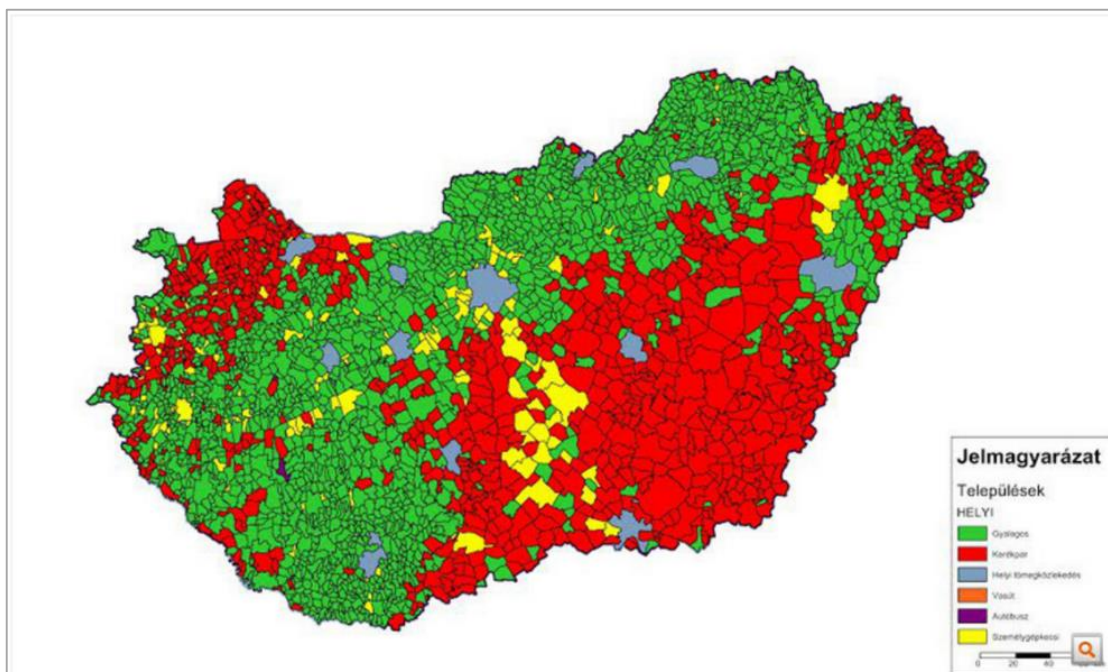 Jelmagyarázat
Települések
HELYI
Gyalogos
Kerékpár
Helyi tömegközlekedés
Vasút
Autóbusz
Személygépkocsi
0 20 40